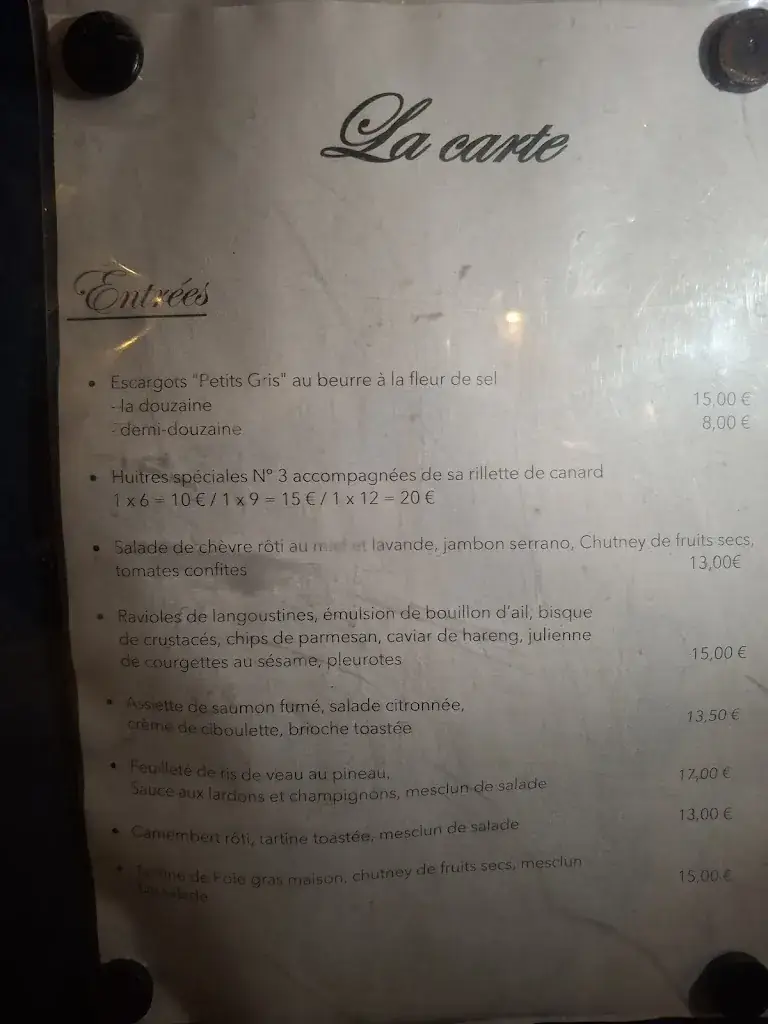 La carte
Entrées
• Escargots "Petits Gris" au beurre à la fleur de sel
- la douzaine 15,00 €
- demi-douzaine 8,00 €
• Huitres spéciales N° 3 accompagnées de sa rillette de canard
1 x 6 = 10 € / 1 x 9 = 15 € / 1 x 12 = 20 €
• Salade de chèvre rôti au miel et lavande, jambon serrano, Chutney de fruits secs,
tomates confites 13,00€
• Ravioles de langoustines, émulsion de bouillon d'ail, bisque
de crustacés, chips de parmesan, caviar de hareng, julienne
de courgettes au sésame, pleurotes 15,00 €
• Assiette de saumon fumé, salade citronnée,
crème de ciboulette, brioche toastée 13,50 €
• Feuilleté de ris de veau au pineau, 17,00 €
Sauce aux lardons et champignons, mesclun de salade
• Camembert rôti, tartine toastée, mesclun de salade 13,00 €
• de Foie gras maison, chutney de fruits secs, mesclun 15,00 €
salade